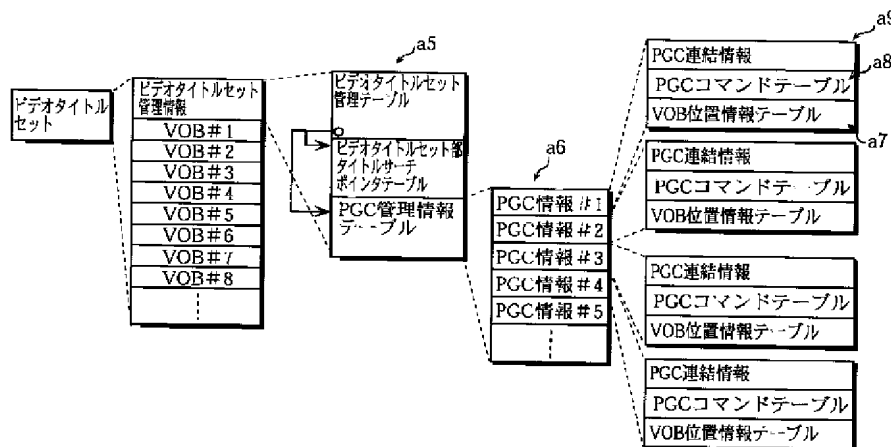 ビデオタイトル
セット
ビデオタイトルセット
管理情報
VOB#1
VOB#2
VOB#3
VOB#4
VOB#5
VOB#6
VOB#7
VOB#8
a5
ビデオタイトルセット
管理テーブル
ビデオタイトルセット部
タイトルサーチ
ポインタテーブル
PGC管理情報
テーブル
a6
PGC情報#1
PGC情報#2
PGC情報#3
PGC情報#4
PGC情報#5
a9
PGC連結情報
a8
PGCコマンドテーブル
VOB位置情報テーブル
a7
PGC連結情報
PGCコマンドテーブル
VOB位置情報テーブル
PGC連結情報
PGCコマンドテーブル
VOB位置情報テーブル
PGC連結情報
PGCコマンドテーブル
VOB位置情報テーブル